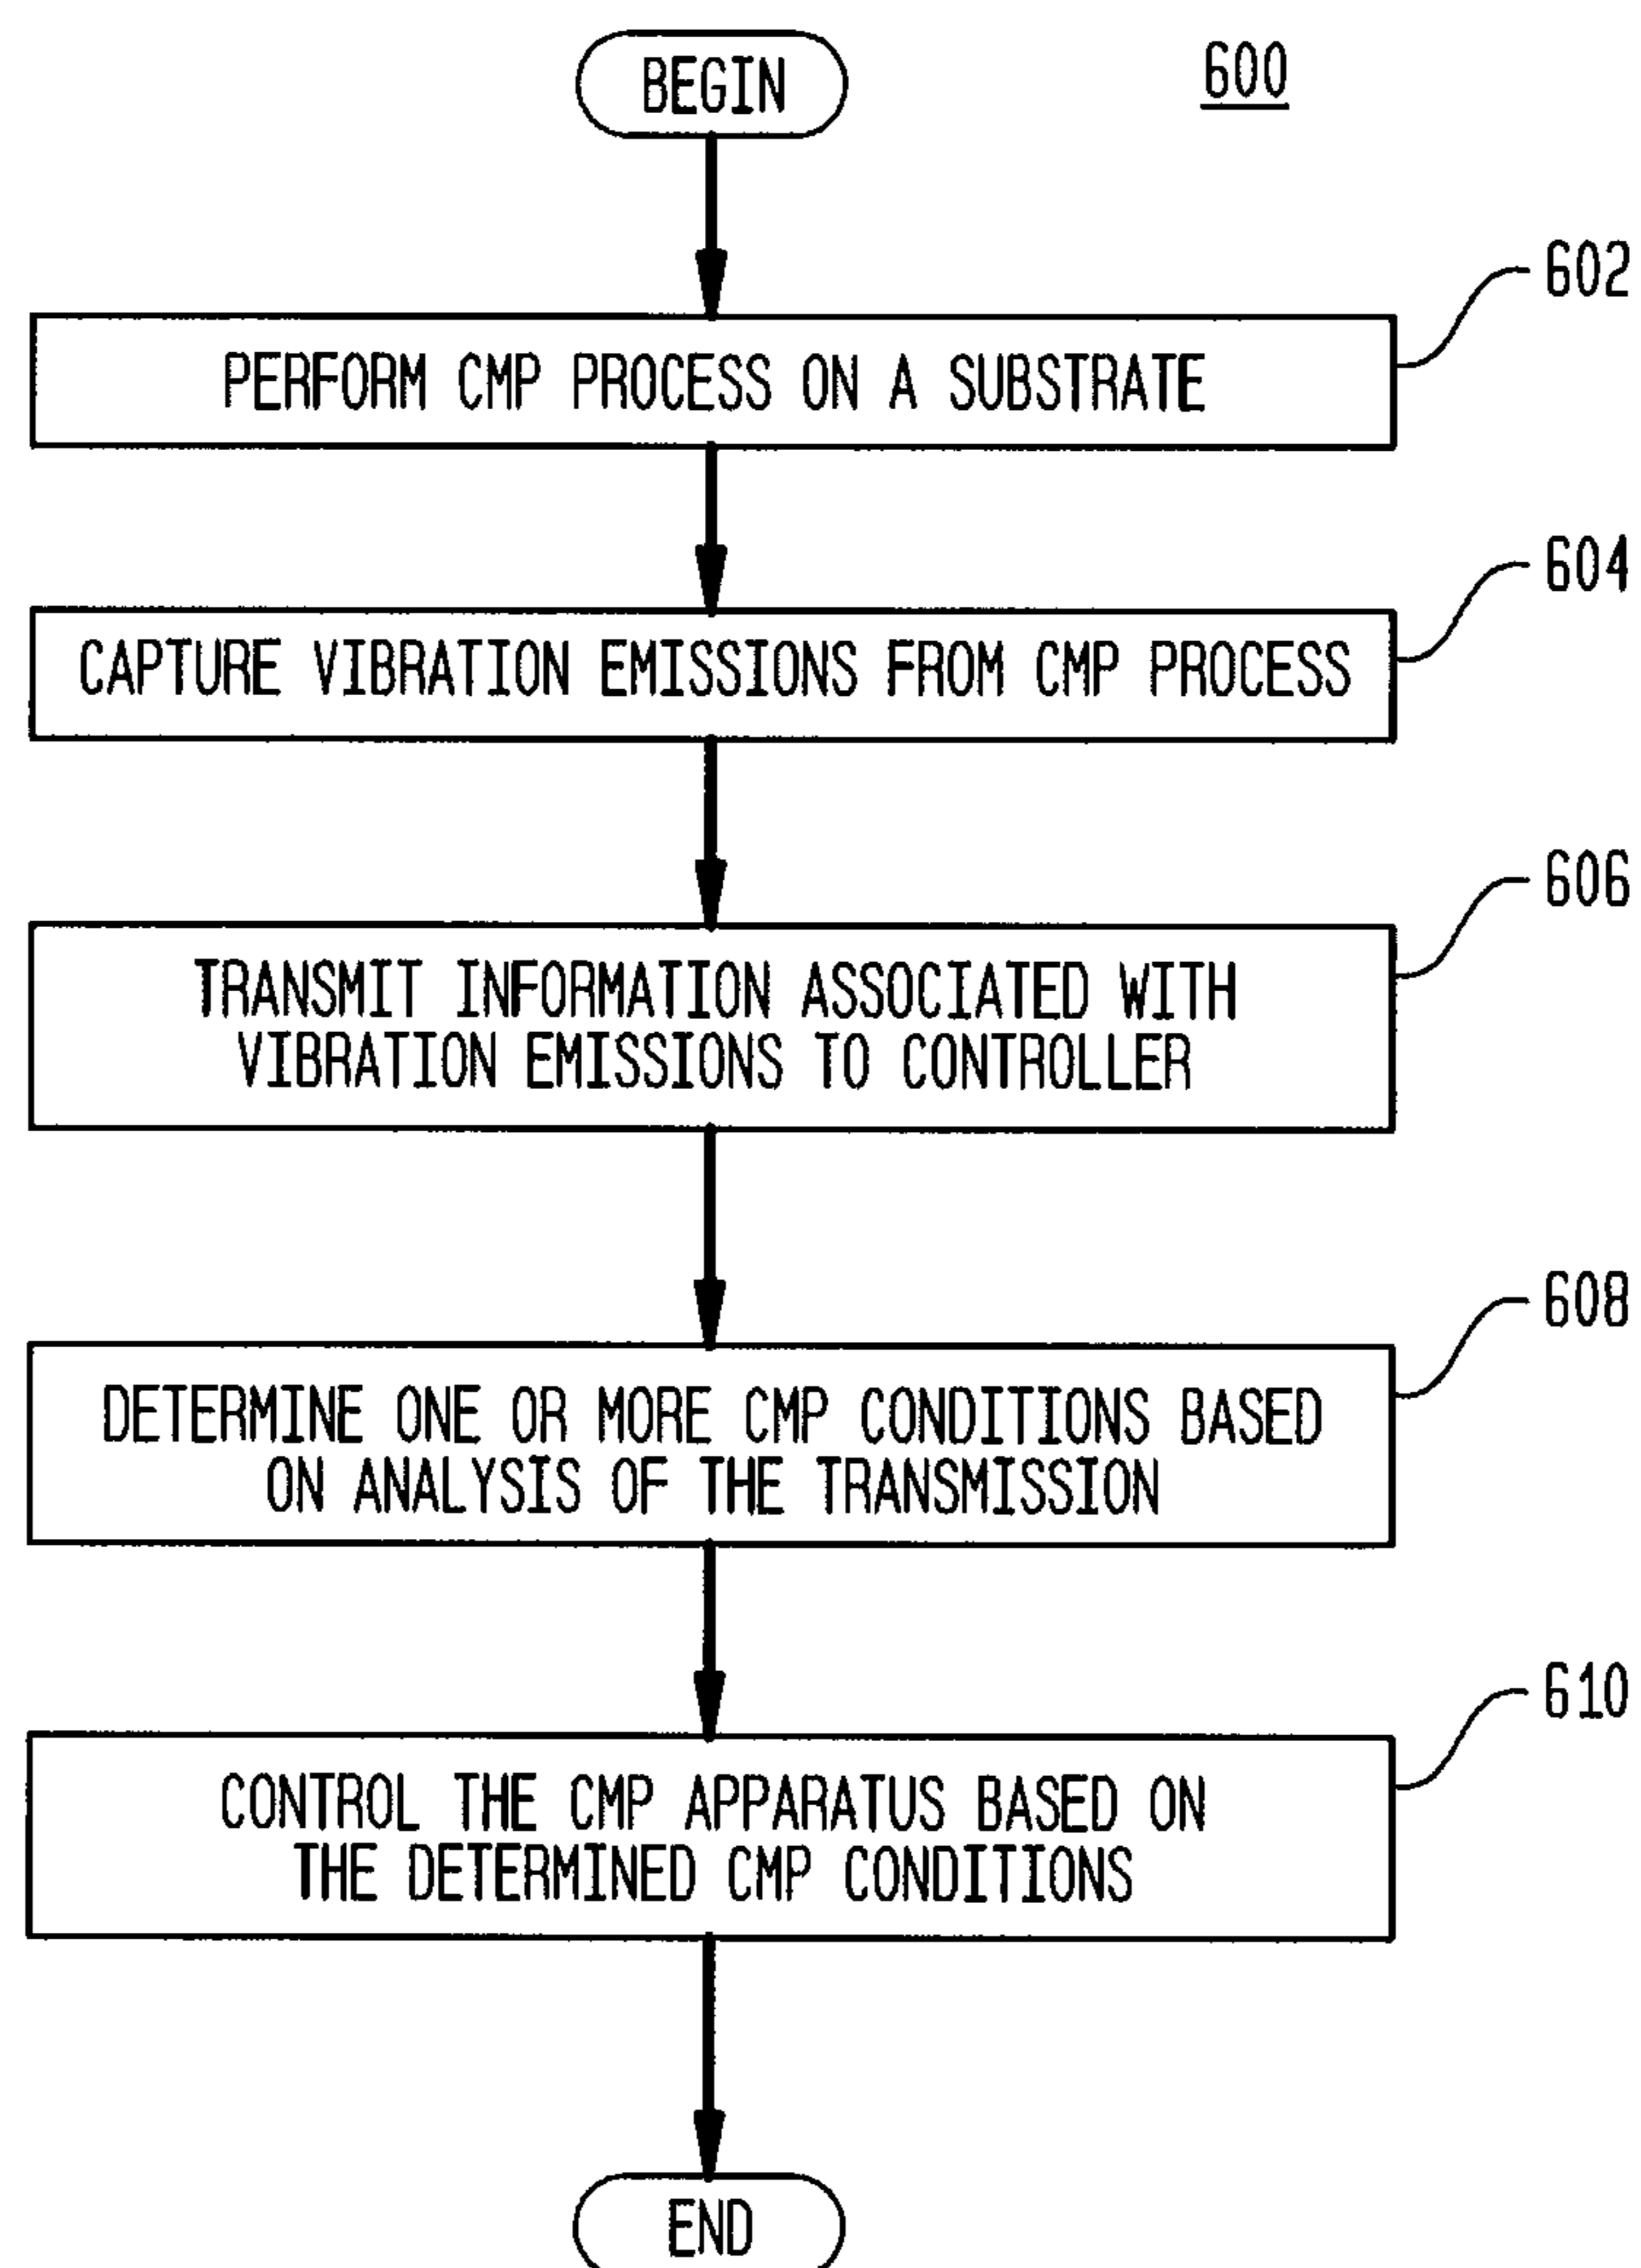 BEGIN
600
602
PERFORM CMP PROCESS ON A SUBSTRATE
604
CAPTURE VIBRATION EMISSIONS FROM CMP PROCESS
606
TRANSMIT INFORMATION ASSOCIATED WITH
VIBRATION EMISSIONS TO CONTROLLER
608
DETERMINE ONE OR MORE CMP CONDITIONS BASED
ON ANALYSIS OF THE TRANSMISSION
610
CONTROL THE CMP APPARATUS BASED ON
THE DETERMINED CMP CONDITIONS
END